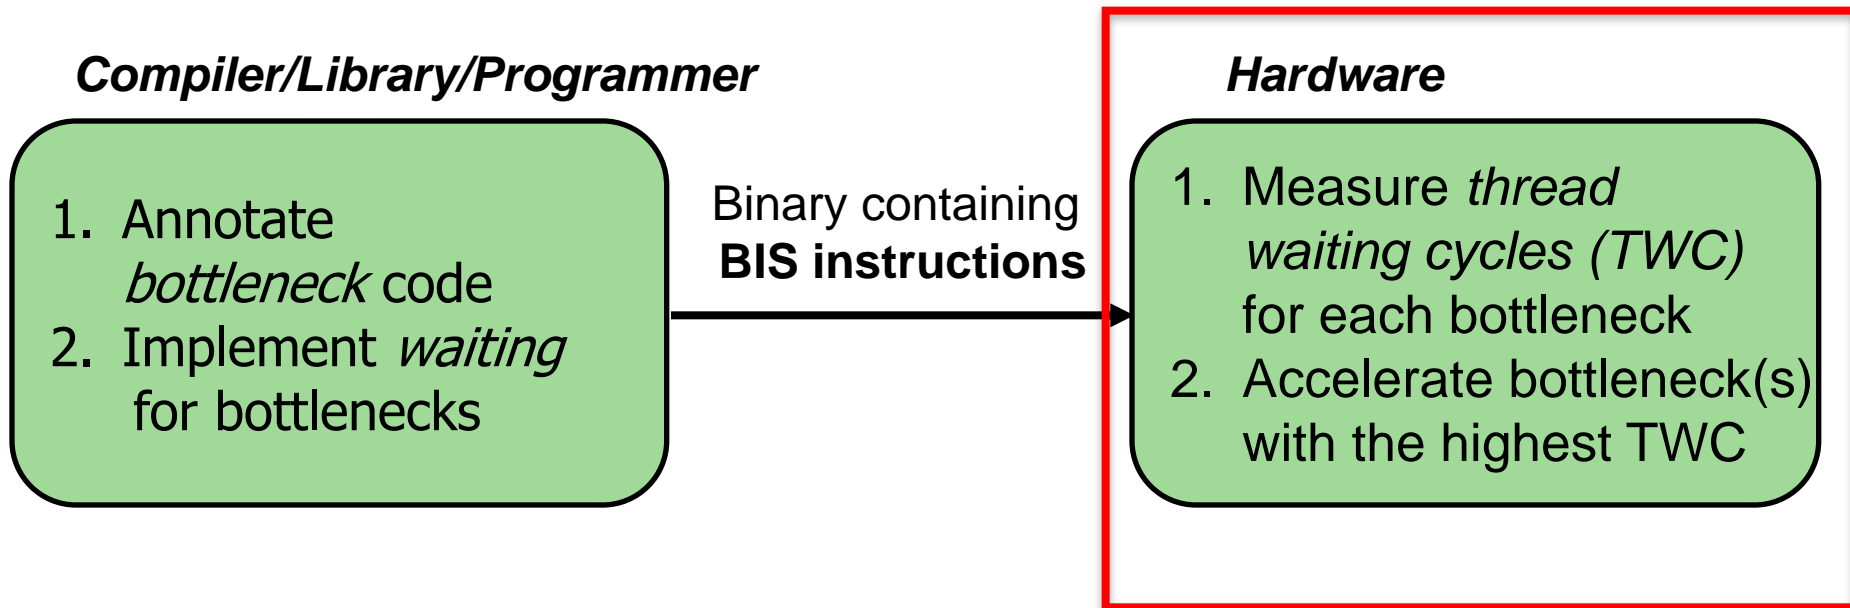 Compiler/Library/Programmer
1. Annotate
bottleneck code
2. Implement waiting
for bottlenecks
Binary containing
BIS instructions
Hardware
1. Measure thread
waiting cycles (TWC)
for each bottleneck
2. Accelerate bottleneck(s)
with the highest TWC